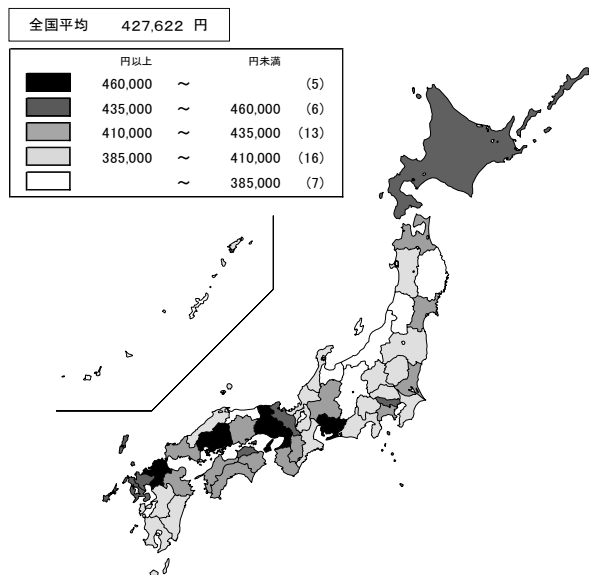 全国平均 427,622 円
円以上 円未満
460,000 ～ （5）
435,000 ～ 460,000 （6）
410,000 ～ 435,000 （13）
385,000 ～ 410,000 （16）
～ 385,000 （7）